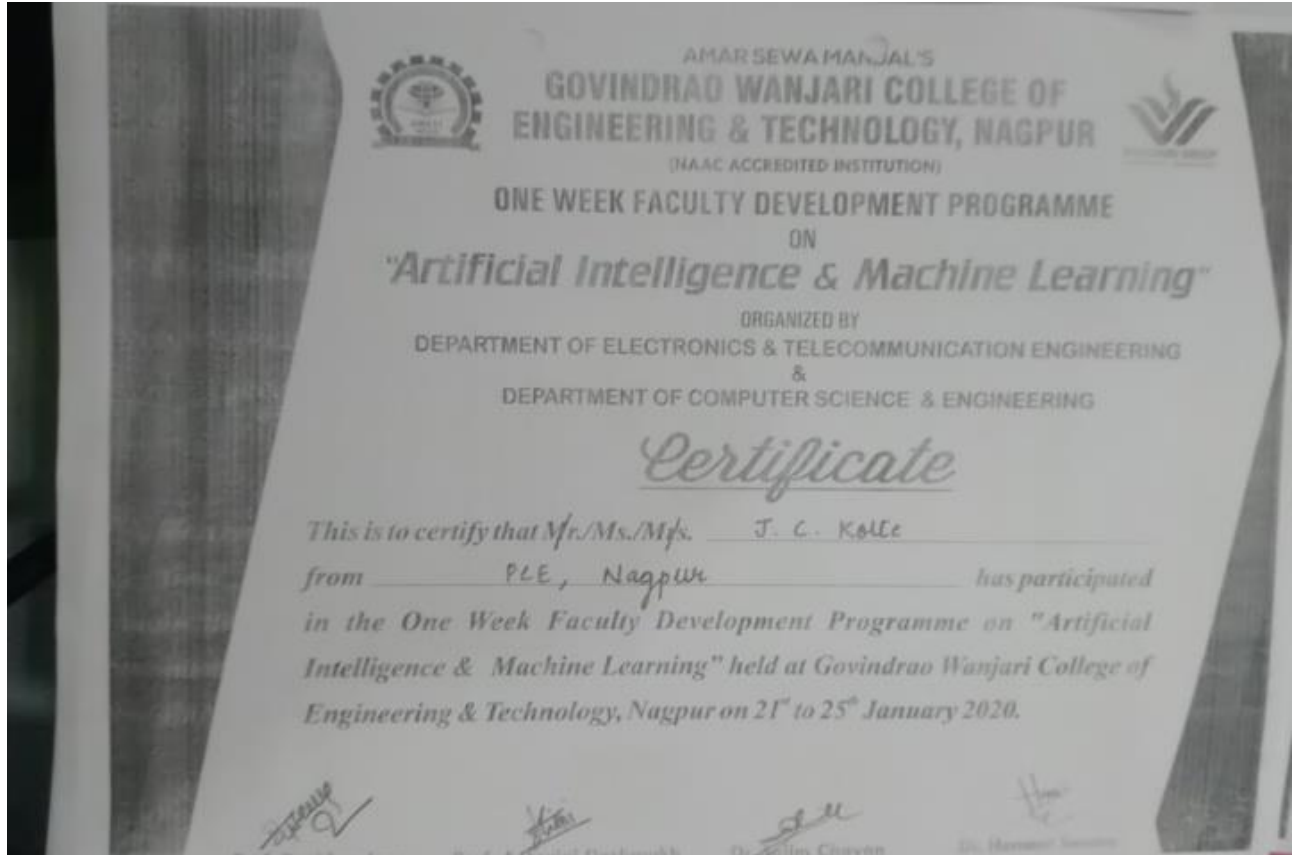 AMAR SEWA MANDAL'S
GOVINDRAO WANJARI COLLEGE OF
ENGINEERING & TECHNOLOGY, NAGPUR
(NAAC ACCREDITED INSTITUTION)
ONE WEEK FACULTY DEVELOPMENT PROGRAMME
ON
"Artificial Intelligence & Machine Learning"
ORGANIZED BY
DEPARTMENT OF ELECTRONICS & TELECOMMUNICATION ENGINEERING
&
DEPARTMENT OF COMPUTER SCIENCE & ENGINEERING
Certificate
This is to certify that Mr./Ms./Mrs. J. C. Kolte
from PCE, Nagpur has participated
in the One Week Faculty Development Programme on "Artificial
Intelligence & Machine Learning" held at Govindrao Wanjari College of
Engineering & Technology, Nagpur on 21st to 25th January 2020.